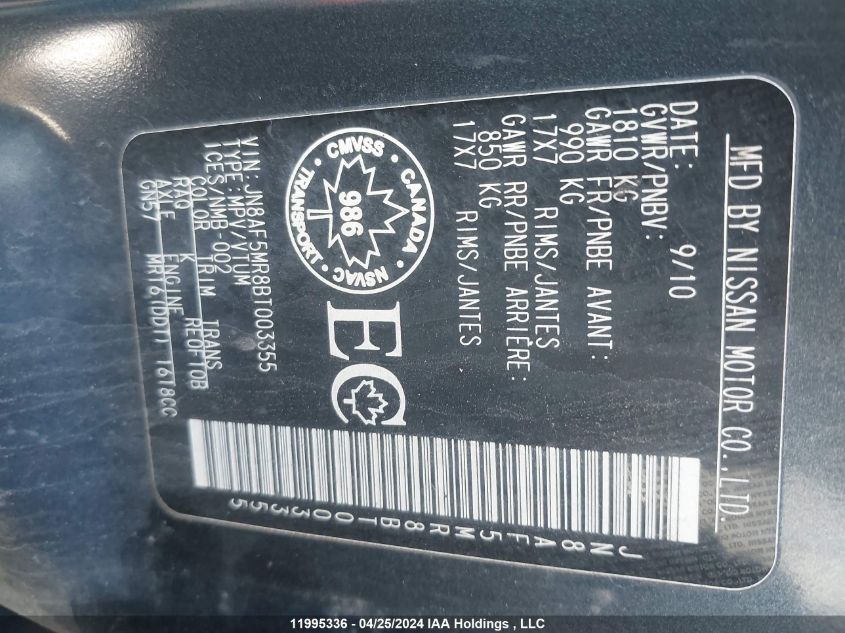 MFD BY NISSAN MOTOR CO.,LTD.
DATE: 9/10
GVWR/PNBV:
1810 KG
GAWR FR/PNBE AVANT:
990 KG
17X7 RIMS/JANTES
GAWR RR/PNBE ARRIÈRE:
850 KG
17X7 RIMS/JANTES
CMVSS · CANADA · NSVAC · TRANSPORT ·
986
EC
VIN: JN8AF5MR8BT003355
TYPE: MPV/VTUM
ICES/NMB-002
COLOR TRIM TRANS
RAQ K RE0F10B
AXLE ENGINE
GN57 MR16(DDT) 1618CC
JN8AF5MR8BT003355
11995336 - 04/25/2024 IAA Holdings , LLC